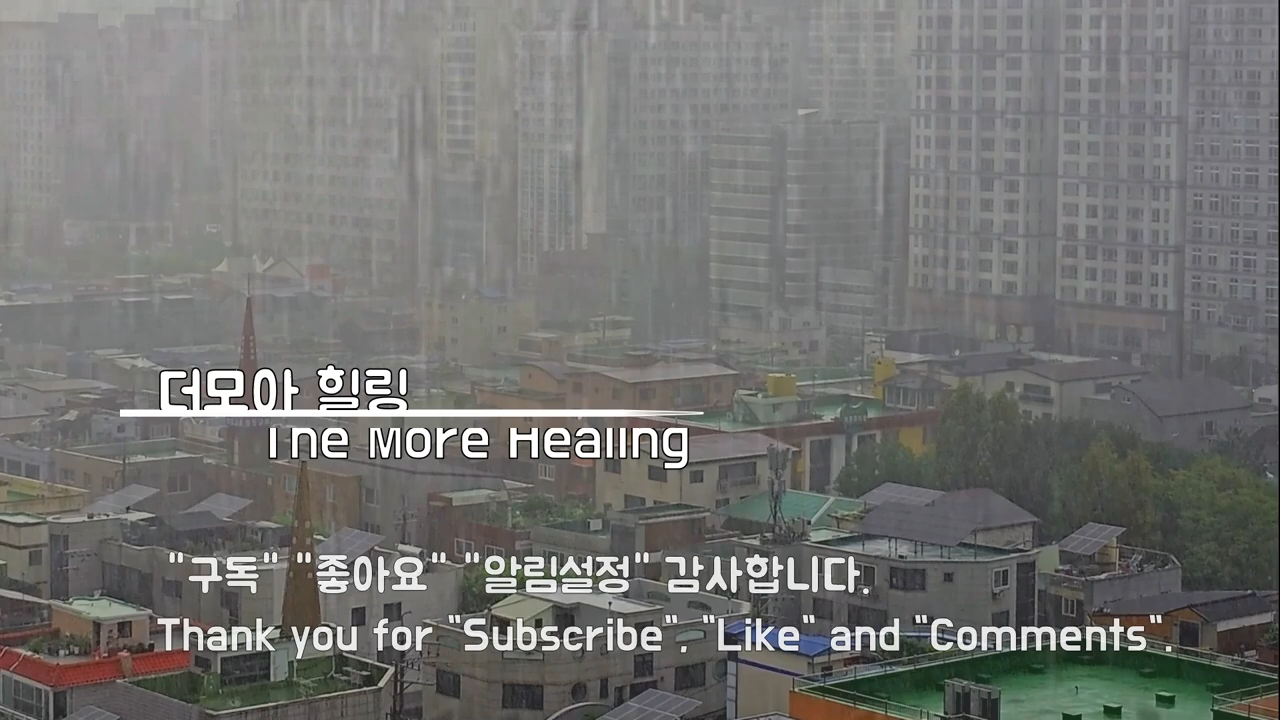 더모아 힐링
The More Healing
"구독" "좋아요" "알림설정" 감사합니다.
Thank you for "Subscribe", "Like" and "Comments".